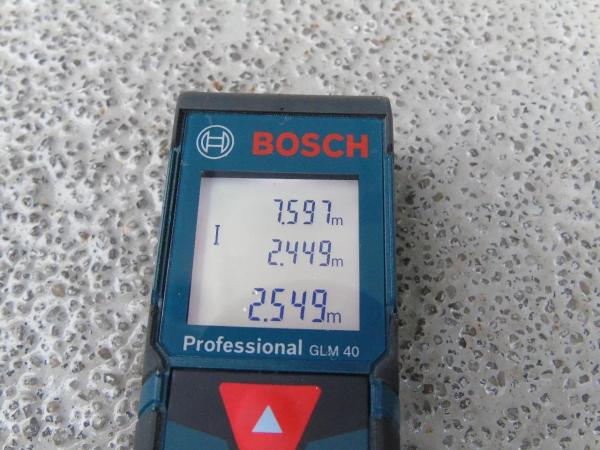 BOSCH
7.597m
I
2.449m
2.549m
Professional GLM 40